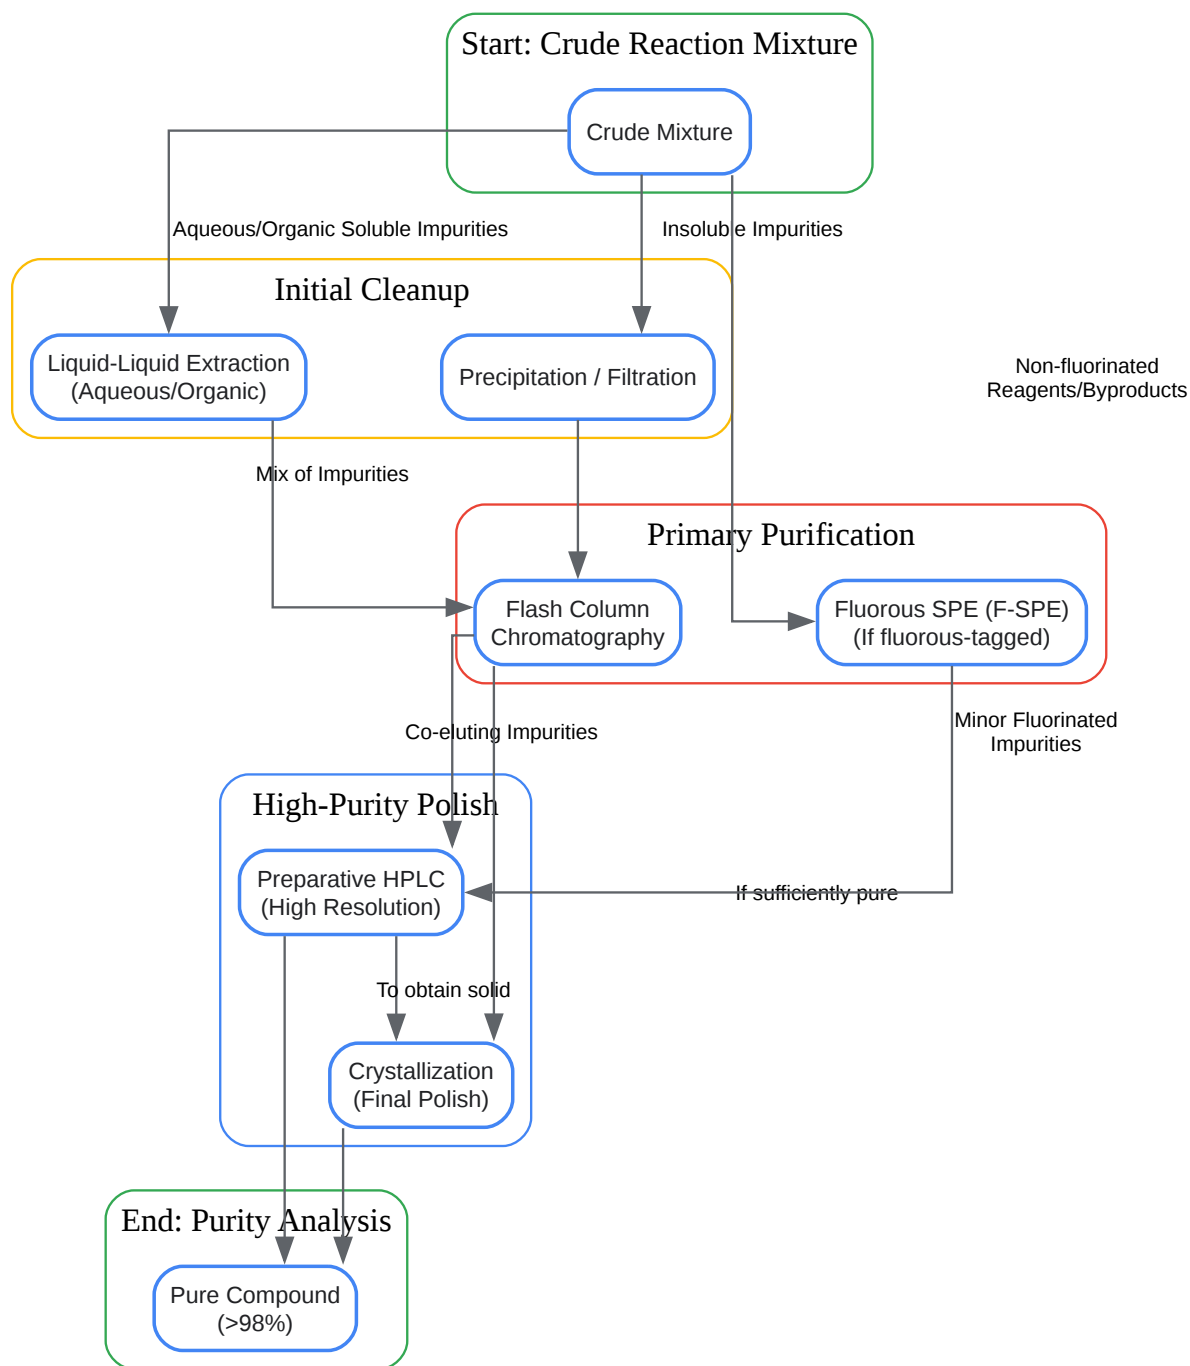 Start: Crude Reaction Mixture
Crude Mixture
Aqueous/Organic Soluble Impurities
Insoluble Impurities
Initial Cleanup
Liquid-Liquid Extraction
(Aqueous/Organic)
Precipitation / Filtration
Non-fluorinated
Reagents/Byproducts
Mix of Impurities
Primary Purification
Flash Column
Chromatography
Fluorous SPE (F-SPE)
(If fluorous-tagged)
Co-eluting Impurities
Minor Fluorinated
Impurities
High-Purity Polish
Preparative HPLC
(High Resolution)
If sufficiently pure
To obtain solid
Crystallization
(Final Polish)
End: Purity Analysis
Pure Compound
(>98%)